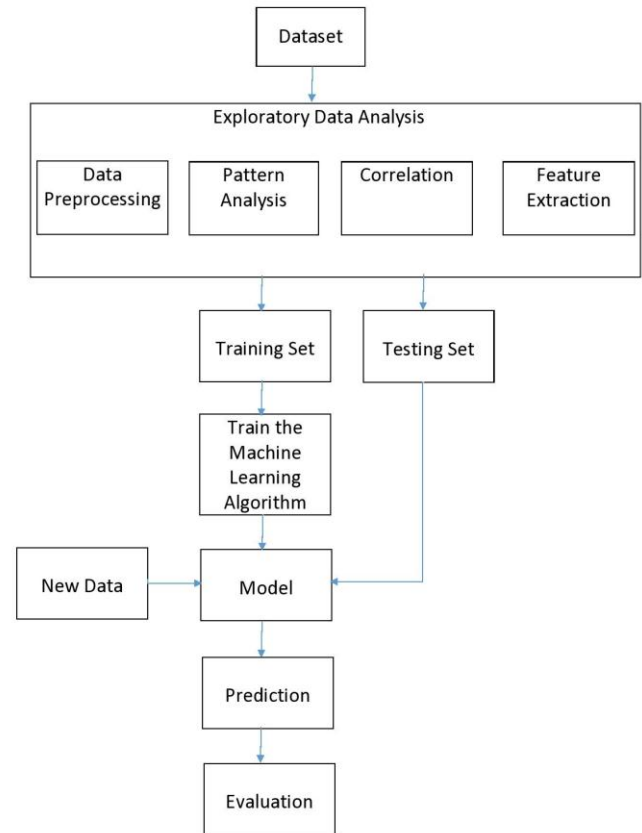 Dataset
Exploratory Data Analysis
Data
Preprocessing
Pattern
Analysis
Correlation
Feature
Extraction
Training Set
Testing Set
Train the
Machine
Learning
Algorithm
New Data
Model
Prediction
Evaluation